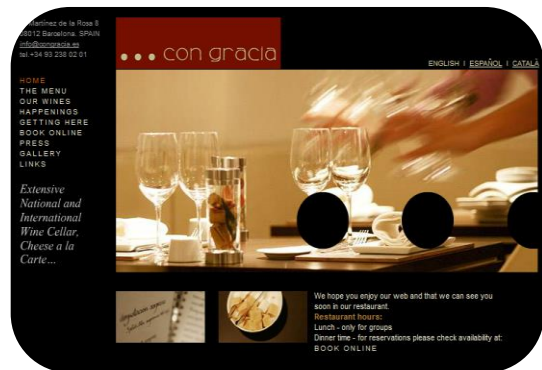 Martínez de la Rosa 8
08012 Barcelona. SPAIN
info@congracia.es
tel.+34 93 238 02 01
... con gracia
ENGLISH I ESPAÑOL I CATALÀ
HOME
THE MENU
OUR WINES
HAPPENINGS
GETTING HERE
BOOK ONLINE
PRESS
GALLERY
LINKS
Extensive
National and
International
Wine Cellar,
Cheese a la
Carte...
We hope you enjoy our web and that we can see you
soon in our restaurant.
Restaurant hours:
Lunch - only for groups
Dinner time - for reservations please check availability at:
BOOK ONLINE